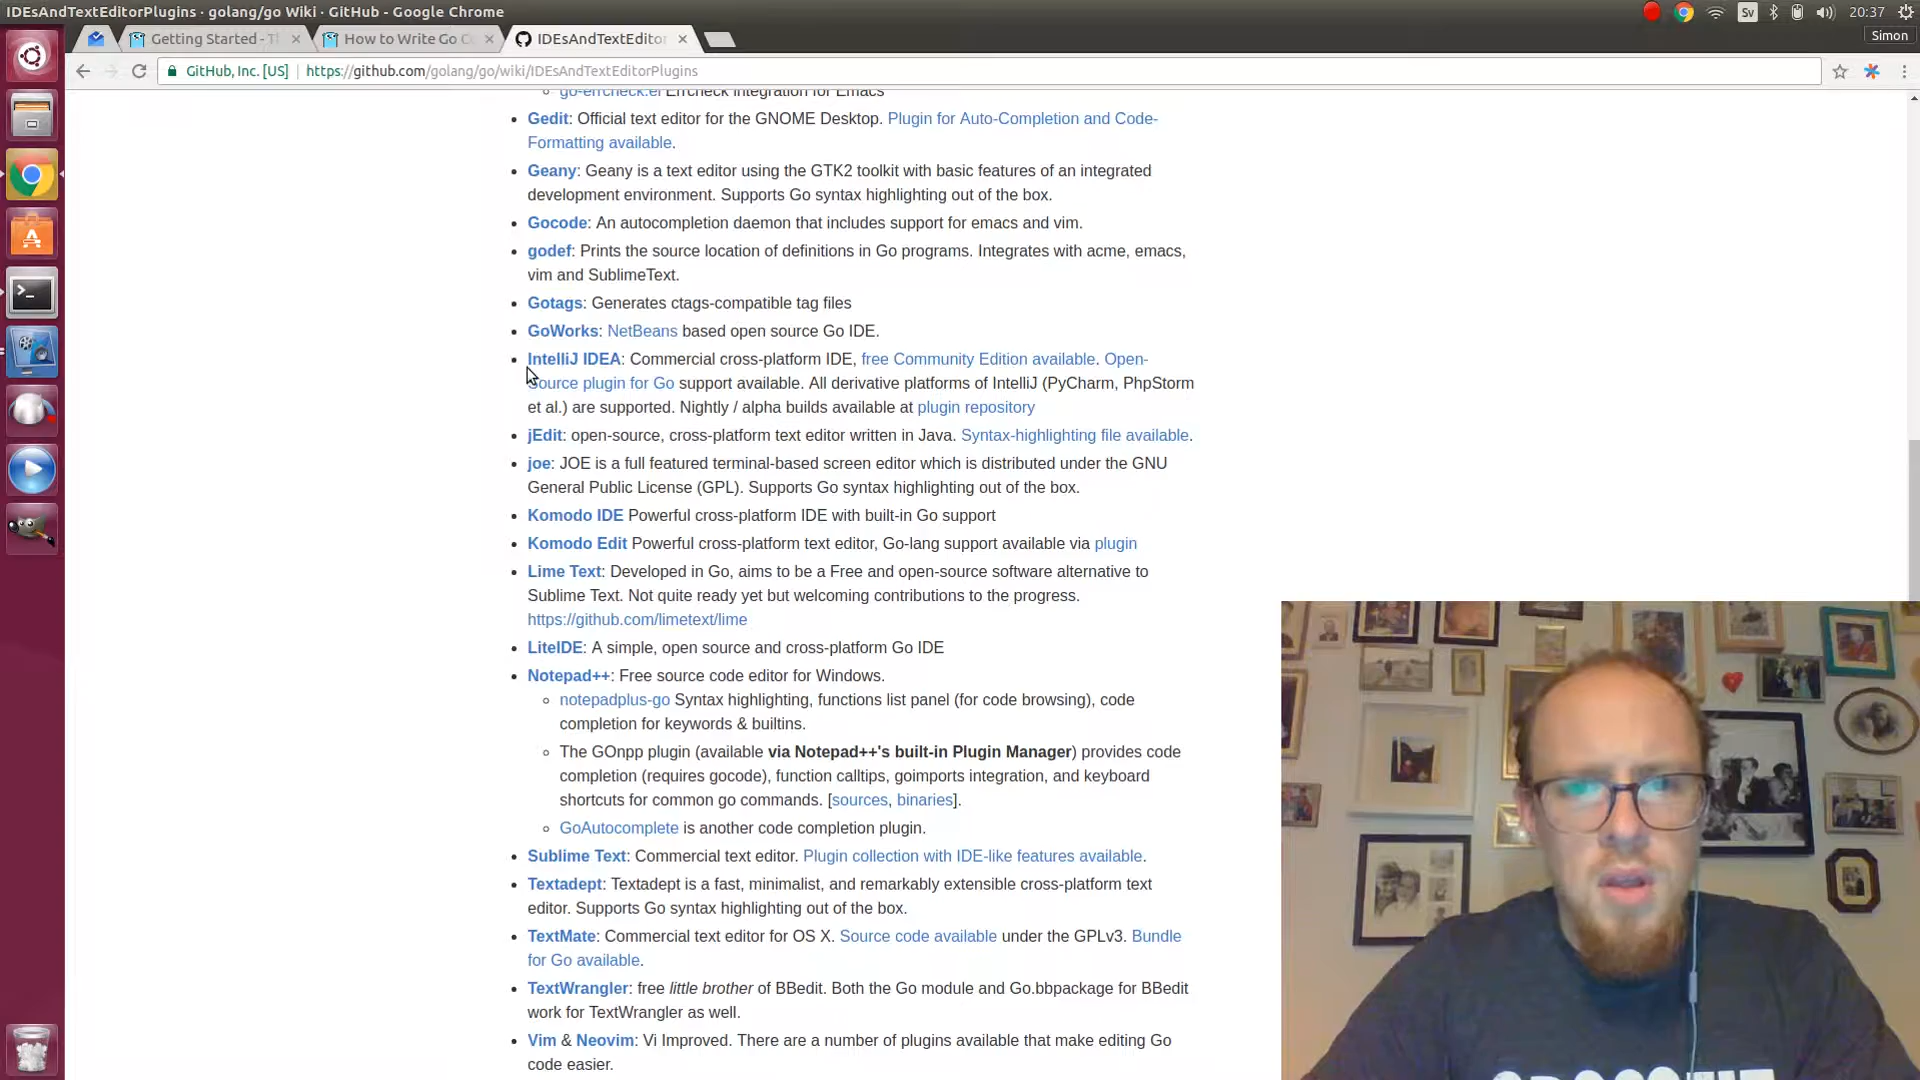 IDEsAndTextEditorPlugins · golang/go Wiki · GitHub - Google Chrome
Sv
20:37
Getting Started - T
How to Write Go C
IDEsAndTextEditor
Simon
GitHub, Inc. [US]
https://github.com/golang/go/wiki/IDEsAndTextEditorPlugins
go-errcheck.el Errcheck integration for Emacs
Gedit: Official text editor for the GNOME Desktop. Plugin for Auto-Completion and Code-
Formatting available.
Geany: Geany is a text editor using the GTK2 toolkit with basic features of an integrated
development environment. Supports Go syntax highlighting out of the box.
Gocode: An autocompletion daemon that includes support for emacs and vim.
godef: Prints the source location of definitions in Go programs. Integrates with acme, emacs,
vim and SublimeText.
Gotags: Generates ctags-compatible tag files
GoWorks: NetBeans based open source Go IDE.
IntelliJ IDEA: Commercial cross-platform IDE, free Community Edition available. Open-
Source plugin for Go support available. All derivative platforms of IntelliJ (PyCharm, PhpStorm
et al.) are supported. Nightly / alpha builds available at plugin repository
jEdit: open-source, cross-platform text editor written in Java. Syntax-highlighting file available.
joe: JOE is a full featured terminal-based screen editor which is distributed under the GNU
General Public License (GPL). Supports Go syntax highlighting out of the box.
Komodo IDE Powerful cross-platform IDE with built-in Go support
Komodo Edit Powerful cross-platform text editor, Go-lang support available via plugin
Lime Text: Developed in Go, aims to be a Free and open-source software alternative to
Sublime Text. Not quite ready yet but welcoming contributions to the progress.
https://github.com/limetext/lime
LiteIDE: A simple, open source and cross-platform Go IDE
Notepad++: Free source code editor for Windows.
notepadplus-go Syntax highlighting, functions list panel (for code browsing), code
completion for keywords & builtins.
The GOnpp plugin (available via Notepad++'s built-in Plugin Manager) provides code
completion (requires gocode), function calltips, goimports integration, and keyboard
shortcuts for common go commands. [sources, binaries].
GoAutocomplete is another code completion plugin.
Sublime Text: Commercial text editor. Plugin collection with IDE-like features available.
Textadept: Textadept is a fast, minimalist, and remarkably extensible cross-platform text
editor. Supports Go syntax highlighting out of the box.
TextMate: Commercial text editor for OS X. Source code available under the GPLv3. Bundle
for Go available.
TextWrangler: free little brother of BBedit. Both the Go module and Go.bbpackage for BBedit
work for TextWrangler as well.
Vim & Neovim: Vi Improved. There are a number of plugins available that make editing Go
code easier.